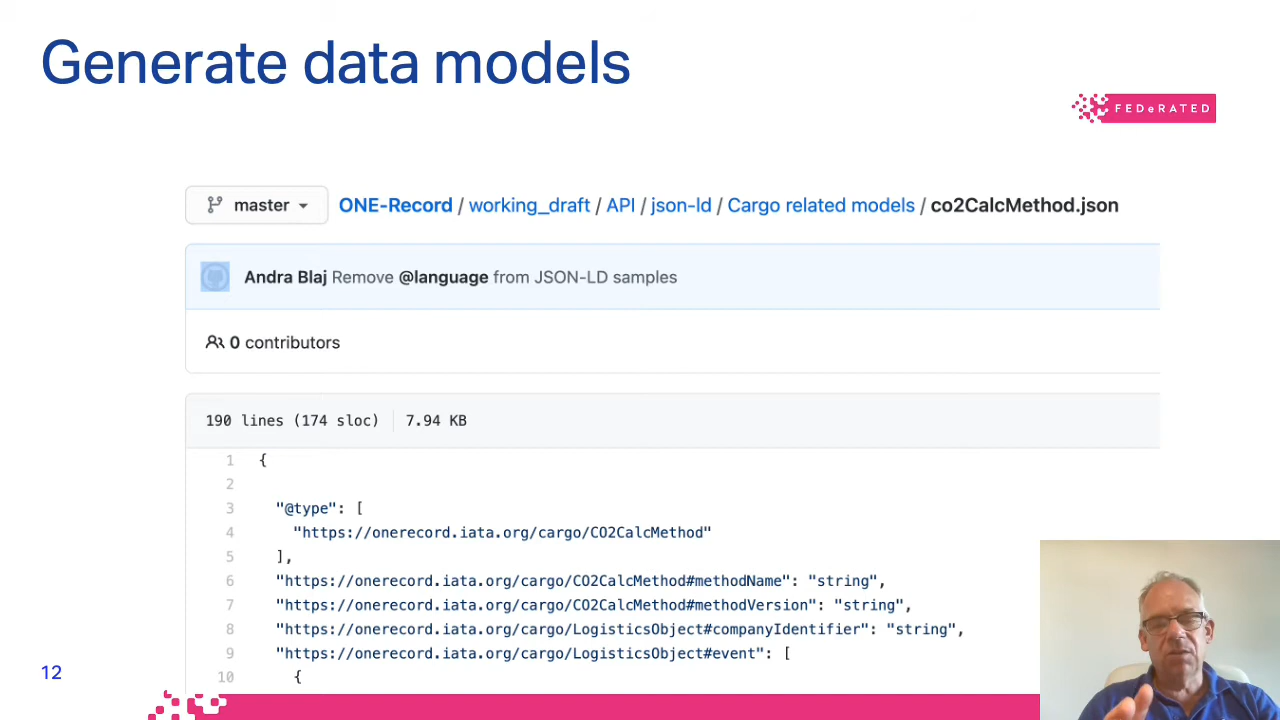 Generate data models
FEDeRATED
master
ONE-Record / working_draft / API / json-ld / Cargo related models / co2CalcMethod.json
Andra Blaj Remove @language from JSON-LD samples
0 contributors
190 lines (174 sloc) 7.94 KB
1 {
2
3 "@type": [
4 "https://onerecord.iata.org/cargo/CO2CalcMethod"
5 ],
6 "https://onerecord.iata.org/cargo/CO2CalcMethod#methodName": "string",
7 "https://onerecord.iata.org/cargo/CO2CalcMethod#methodVersion": "string",
8 "https://onerecord.iata.org/cargo/LogisticsObject#companyIdentifier": "string",
9 "https://onerecord.iata.org/cargo/LogisticsObject#event": [
10 {
12